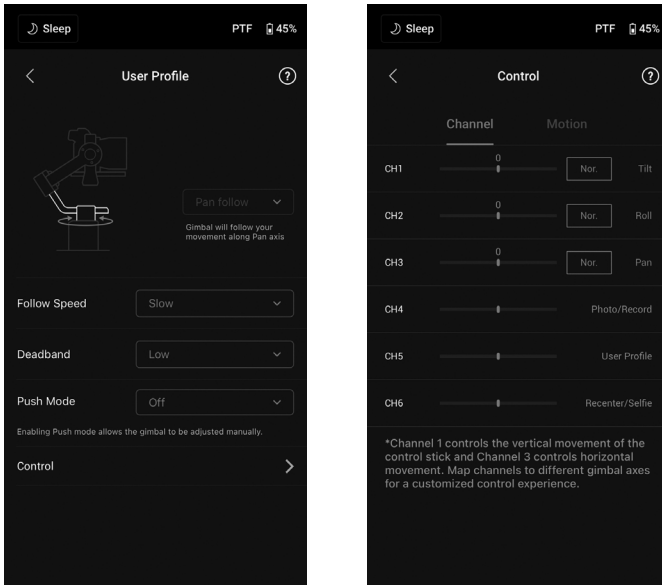 Sleep
PTF
45%
User Profile
?
Pan follow
Gimbal will follow your
movement along Pan axis
Follow Speed
Slow
Deadband
Low
Push Mode
Off
Enabling Push mode allows the gimbal to be adjusted manually.
Control
Sleep
PTF
45%
Control
?
Channel
Motion
CH1
0
Nor.
Tilt
CH2
0
Nor.
Roll
CH3
0
Nor.
Pan
CH4
Photo/Record
CH5
User Profile
CH6
Recenter/Selfie
*Channel 1 controls the vertical movement of the
control stick and Channel 3 controls horizontal
movement. Map channels to different gimbal axes
for a customized control experience.